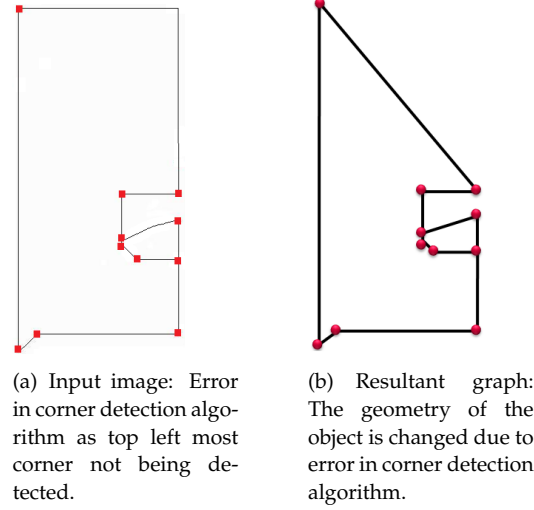 (a) Input image: Error
in corner detection algo-
rithm as top left most
corner not being de-
tected.
(b) Resultant graph:
The geometry of the
object is changed due to
error in corner detection
algorithm.